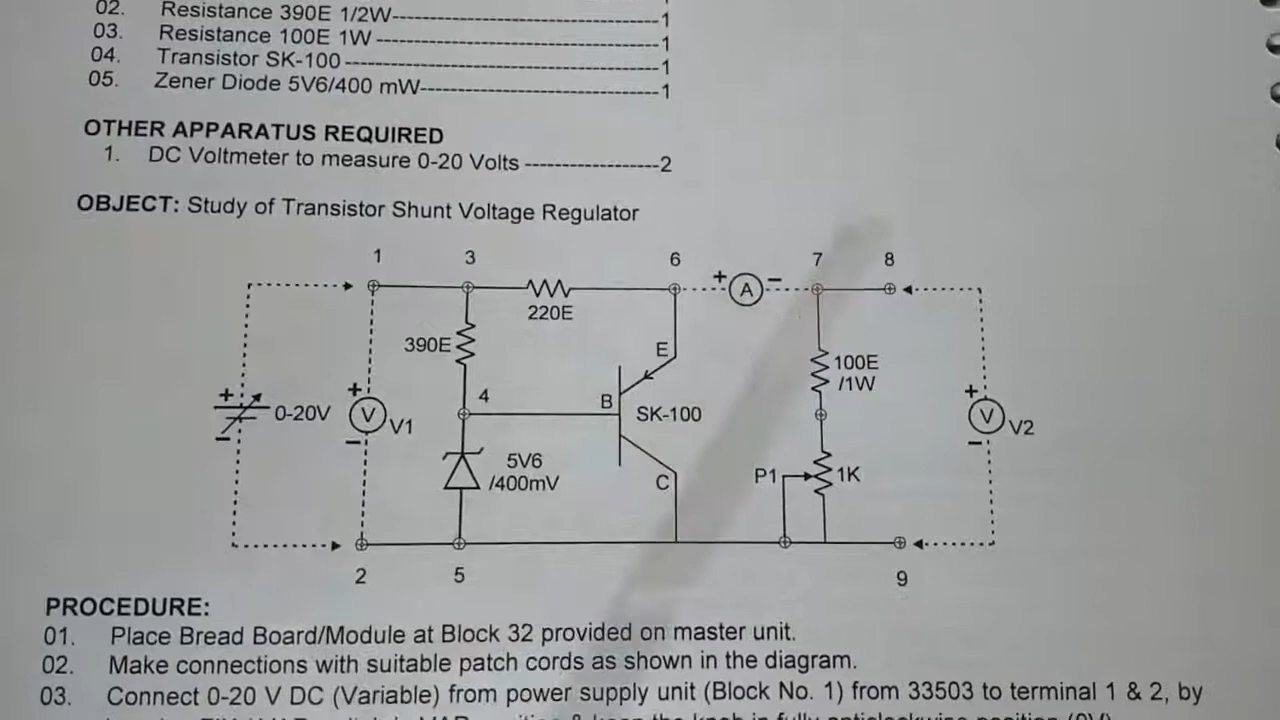 02. Resistance 390E 1/2W--------------------------1
03. Resistance 100E 1W--------------------------1
04. Transistor SK-100--------------------------1
05. Zener Diode 5V6/400 mW--------------------------1
OTHER APPARATUS REQUIRED
1. DC Voltmeter to measure 0-20 Volts -------------------2
OBJECT: Study of Transistor Shunt Voltage Regulator
1 3 6 7 8
+ A -
220E
390E
E
100E
/1W
4
B
SK-100
+
-
0-20V
+
V
-
V1
+
V
-
V2
5V6
/400mV
C
P1
1K
2 5 9
PROCEDURE:
01. Place Bread Board/Module at Block 32 provided on master unit.
02. Make connections with suitable patch cords as shown in the diagram.
03. Connect 0-20 V DC (Variable) from power supply unit (Block No. 1) from 33503 to terminal 1 & 2, by